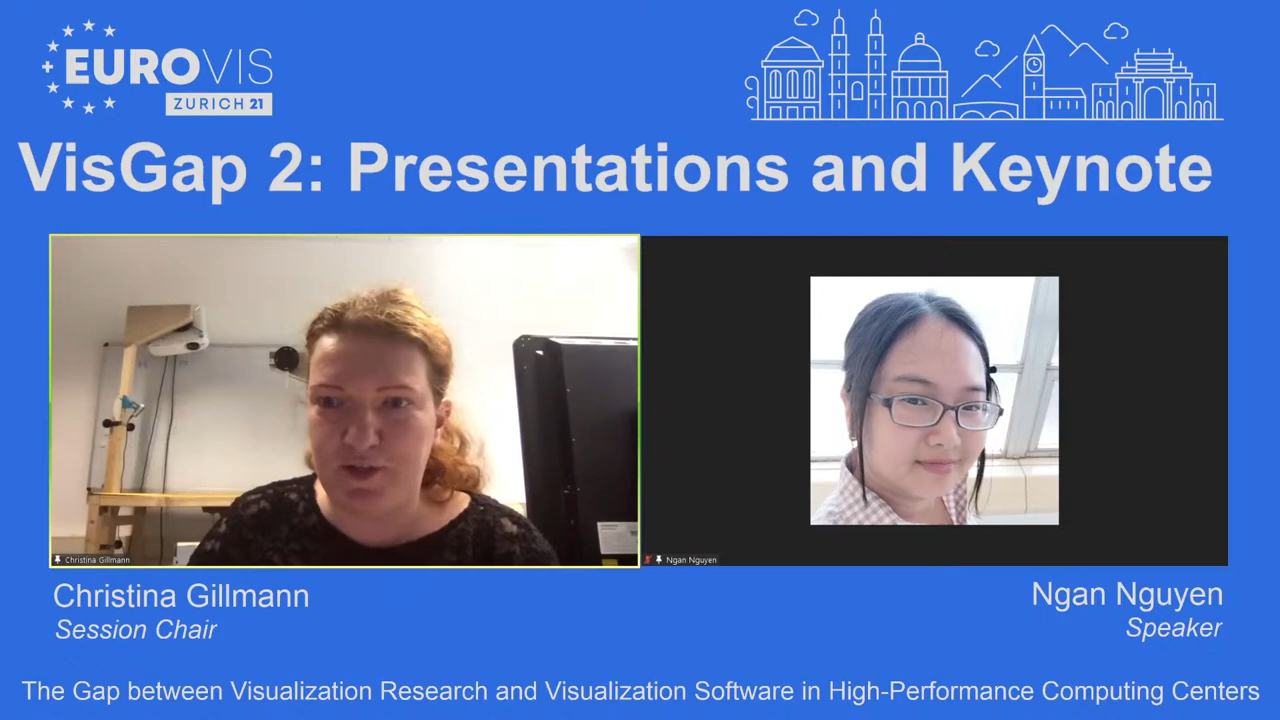 EUROVIS
ZURICH 21
VisGap 2: Presentations and Keynote
Christina Gillmann
Ngan Nguyen
Christina Gillmann
Session Chair
Ngan Nguyen
Speaker
The Gap between Visualization Research and Visualization Software in High-Performance Computing Centers